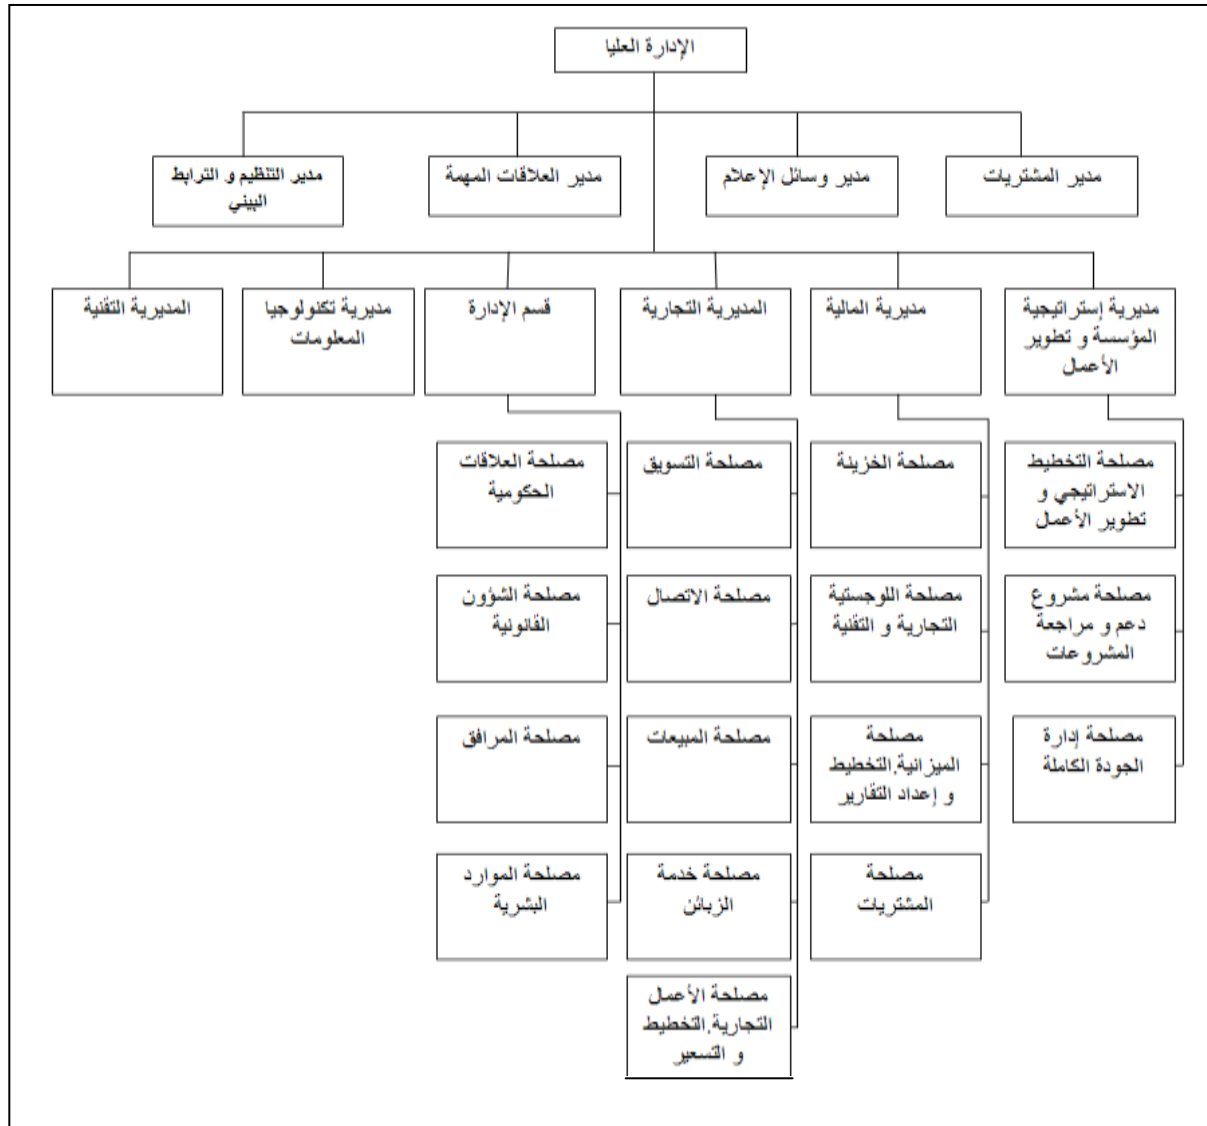 الإدارة العليا
مدير المشتريات
مدير وسائل الإعلام
مدير العلاقات المهمة
مدير التنظيم و الترابط
البيني
مديرية إستراتيجية
المؤسسة و تطوير
الأعمال
مديرية المالية
المديرية التجارية
قسم الإدارة
مديرية تكنولوجيا
المعلومات
المديرية التقنية
مصلحة التخطيط
الاستراتيجي و
تطوير الأعمال
مصلحة الخزينة
مصلحة التسويق
مصلحة العلاقات
الحكومية
مصلحة مشروع
دعم و مراجعة
المشروعات
مصلحة اللوجستية
التجارية و التقنية
مصلحة الاتصال
مصلحة الشؤون
القانونية
مصلحة إدارة
الجودة الكاملة
مصلحة
الميزانية,التخطيط
و إعداد التقارير
مصلحة المبيعات
مصلحة المرافق
مصلحة
المشتريات
مصلحة خدمة
الزبائن
مصلحة الموارد
البشرية
مصلحة الأعمال
التجارية,التخطيط
و التسعير